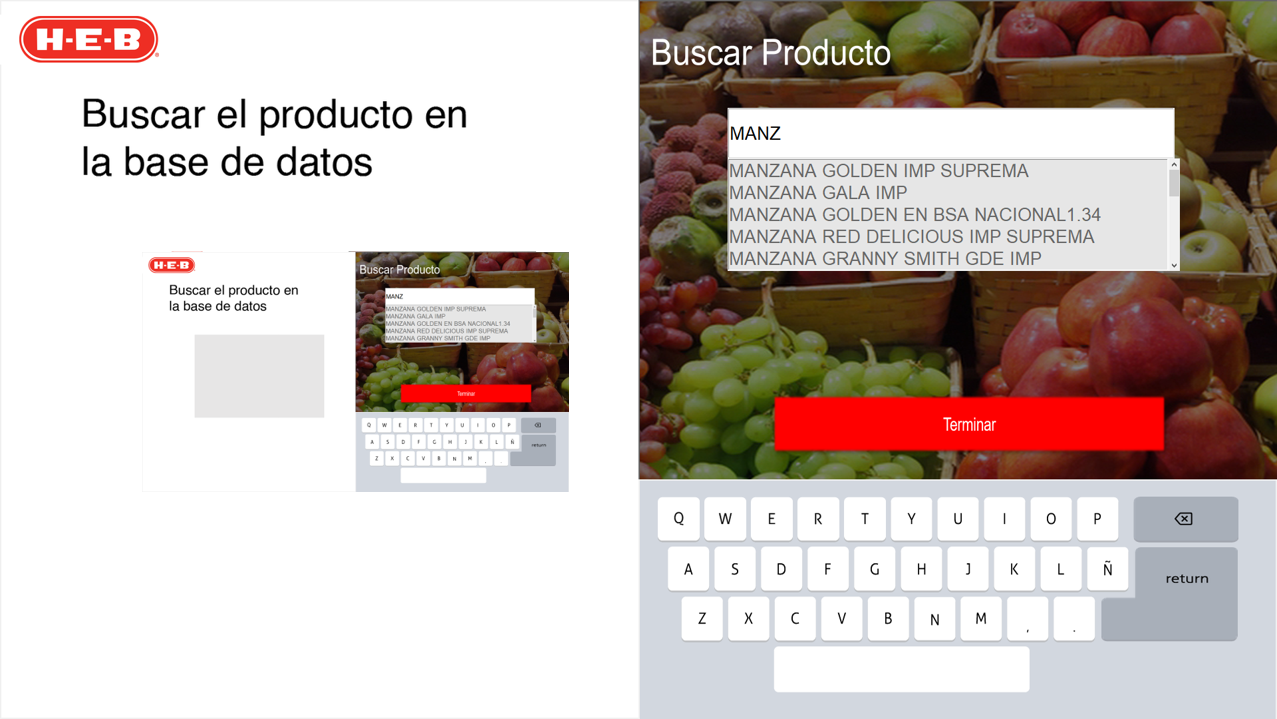 H-E-B
Buscar el producto en
la base de datos
H-E-B
Buscar el producto en
la base de datos
Buscar Producto
MANZ
MANZANA GOLDEN IMP SUPREMA
MANZANA GALA IMP
MANZANA GOLDEN EN BSA NACIONAL1.34
MANZANA RED DELICIOUS IMP SUPREMA
MANZANA GRANNY SMITH GDE IMP
Terminar
Q W E R T Y U I O P
A S D F G H J K L Ñ
return
Z X C V B N M , .
Buscar Producto
MANZ
MANZANA GOLDEN IMP SUPREMA
MANZANA GALA IMP
MANZANA GOLDEN EN BSA NACIONAL1.34
MANZANA RED DELICIOUS IMP SUPREMA
MANZANA GRANNY SMITH GDE IMP
Terminar
Q W E R T Y U I O P
A S D F G H J K L Ñ
return
Z X C V B N M , .